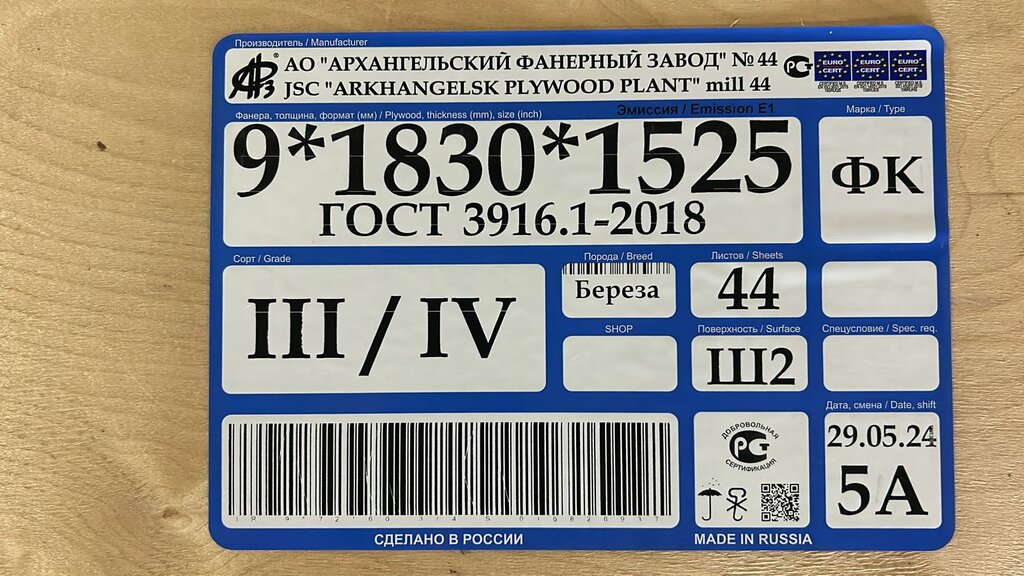 Производитель / Manufacturer
АО "АРХАНГЕЛЬСКИЙ ФАНЕРНЫЙ ЗАВОД" № 44
JSC "ARKHANGELSK PLYWOOD PLANT" mill 44
EURO CERT EURO CERT EURO CERT
Эмиссия / Emission E1
Фанера, толщина, формат (мм) / Plywood, thickness (mm), size (inch)
9*1830*1525
ГОСТ 3916.1-2018
Марка / Type
ФК
Сорт / Grade
III / IV
Порода / Breed
Береза
Листов / Sheets
44
SHOP
Поверхность / Surface
Ш2
Спецусловие / Spec. req.
ДОБРОВОЛЬНАЯ
СЕРТИФИКАЦИЯ
Дата, смена / Date, shift
29.05.24
5А
СДЕЛАНО В РОССИИ
MADE IN RUSSIA